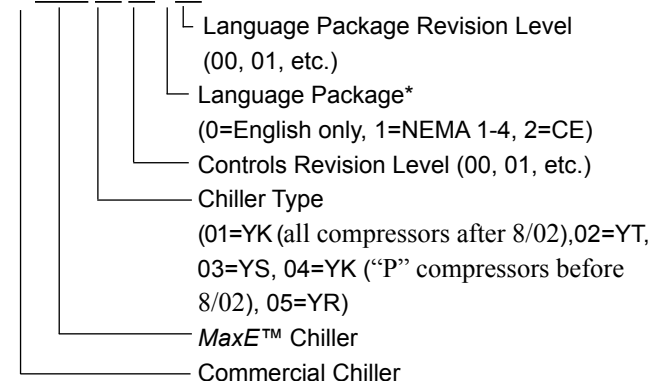 Language Package Revision Level
(00, 01, etc.)
Language Package*
(0=English only, 1=NEMA 1-4, 2=CE)
Controls Revision Level (00, 01, etc.)
Chiller Type
(01=YK (all compressors after 8/02),02=YT,
03=YS, 04=YK (“P” compressors before
8/02), 05=YR)
MaxE™ Chiller
Commercial Chiller